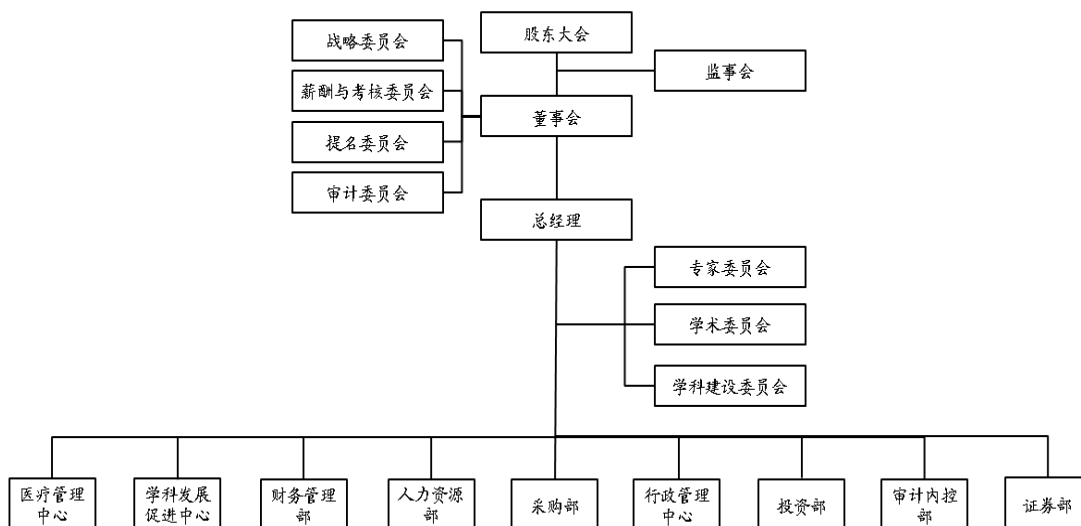 战略委员会
股东大会
监事会
薪酬与考核委员会
董事会
提名委员会
审计委员会
总经理
专家委员会
学术委员会
学科建设委员会
医疗管理
中心
学科发展
促进中心
财务管理
部
人力资源
部
采购部
行政管理
中心
投资部
审计内控
部
证券部